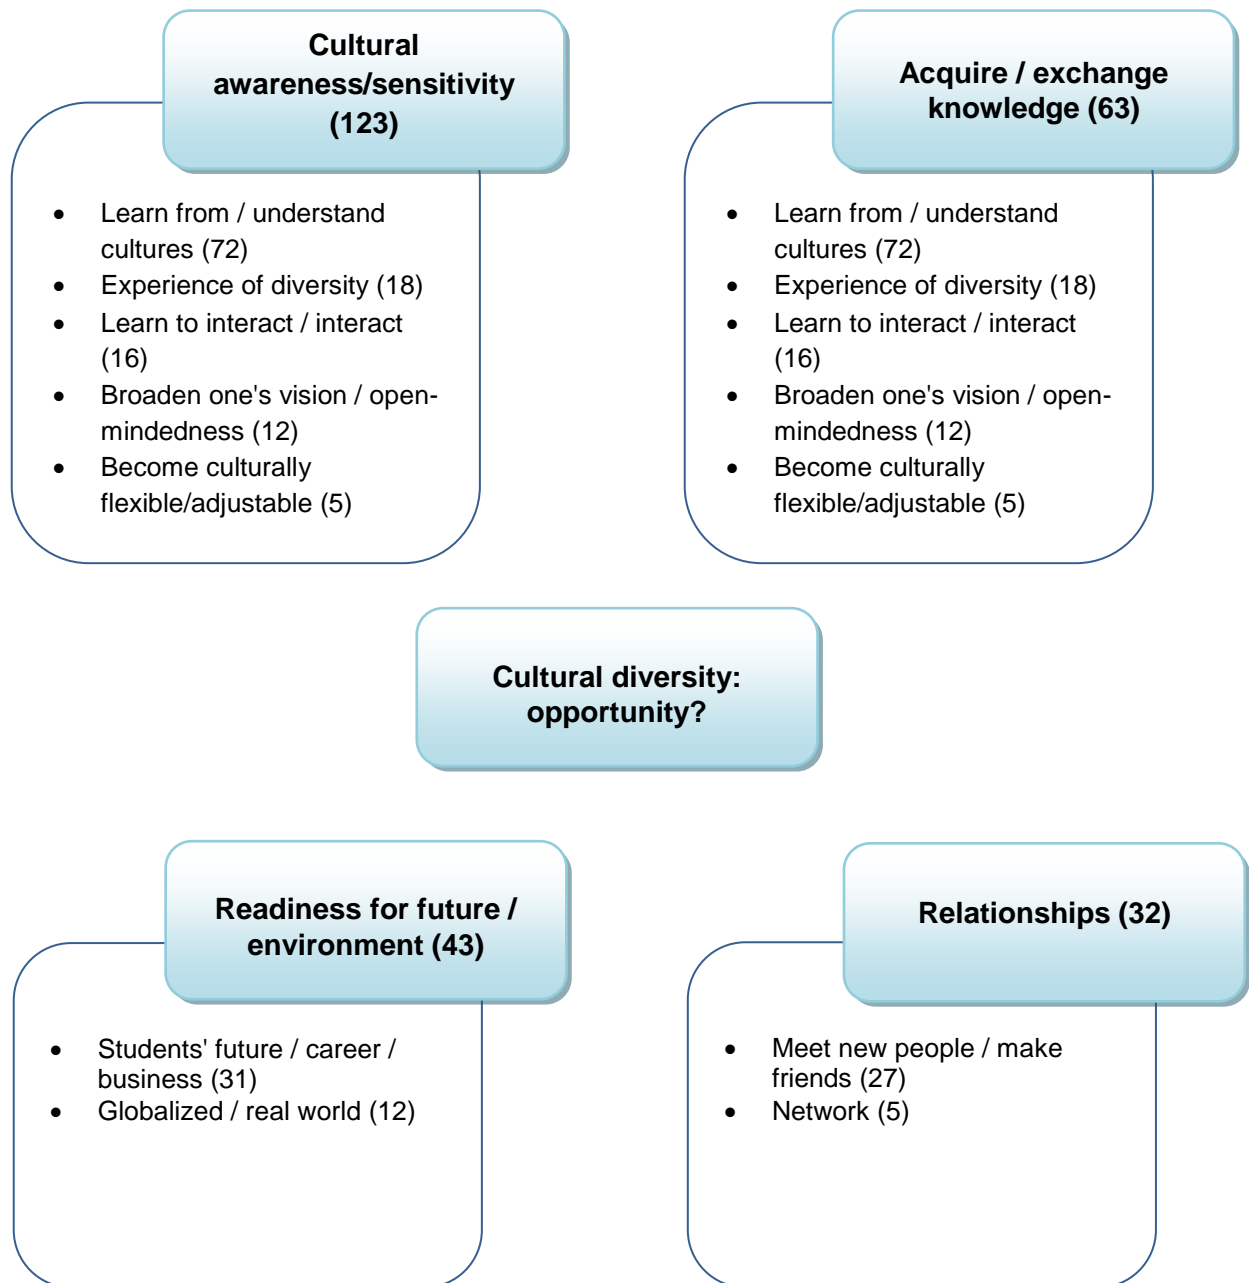 Cultural
awareness/sensitivity
(123)
• Learn from / understand
cultures (72)
• Experience of diversity (18)
• Learn to interact / interact
(16)
• Broaden one's vision / open-
mindedness (12)
• Become culturally
flexible/adjustable (5)
Acquire / exchange
knowledge (63)
• Learn from / understand
cultures (72)
• Experience of diversity (18)
• Learn to interact / interact
(16)
• Broaden one's vision / open-
mindedness (12)
• Become culturally
flexible/adjustable (5)
Cultural diversity:
opportunity?
Readiness for future /
environment (43)
• Students' future / career /
business (31)
• Globalized / real world (12)
Relationships (32)
• Meet new people / make
friends (27)
• Network (5)